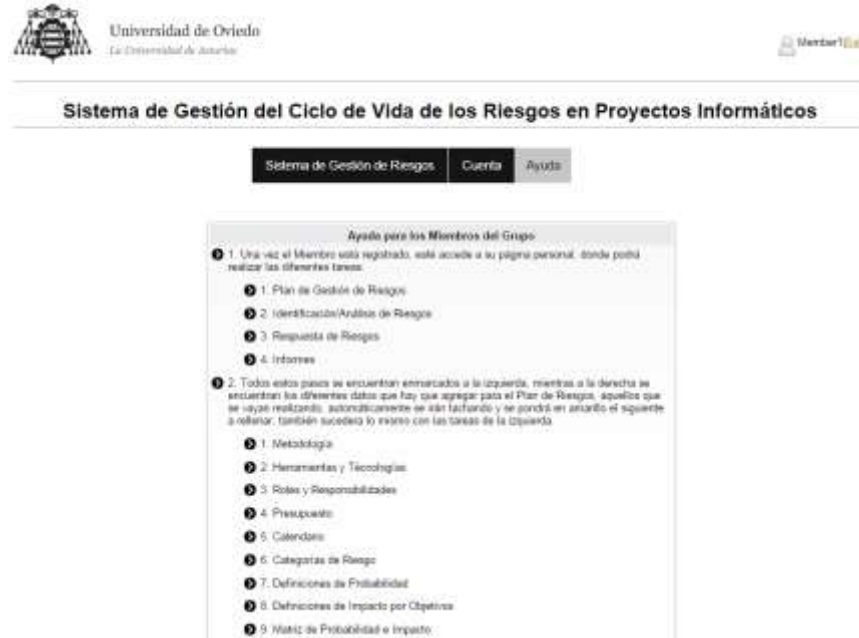 Universidad de Oviedo
La Universidad de Asturias
Member1
Sistema de Gestión del Ciclo de Vida de los Riesgos en Proyectos Informáticos
Sistema de Gestión de Riesgos Cuenta Ayuda
Ayuda para los Miembros del Grupo
1. Una vez el Miembro está registrado, esté accede a su página personal, donde podrá
realizar las diferentes tareas:
1. Plan de Gestión de Riesgos
2. Identificación/Análisis de Riesgos
3. Respuesta de Riesgos
4. Informes
2. Todos estos pasos se encuentran enmarcados a la izquierda, mientras a la derecha se
encuentran los diferentes datos que hay que agregar para el Plan de Riesgos, aquellos que
se vayan realizando, automáticamente se irán tachando y se pondrá en amarillo el siguiente
a rellenar, también sucedera lo mismo con las tareas de la izquierda.
1. Metodología
2. Herramientas y Técnologías
3. Roles y Responsabilidades
4. Presupuesto
5. Calendario
6. Categorías de Riesgo
7. Definiciones de Probabilidad
8. Definiciones de Impacto por Objetivos
9. Matriz de Probabilidad e Impacto